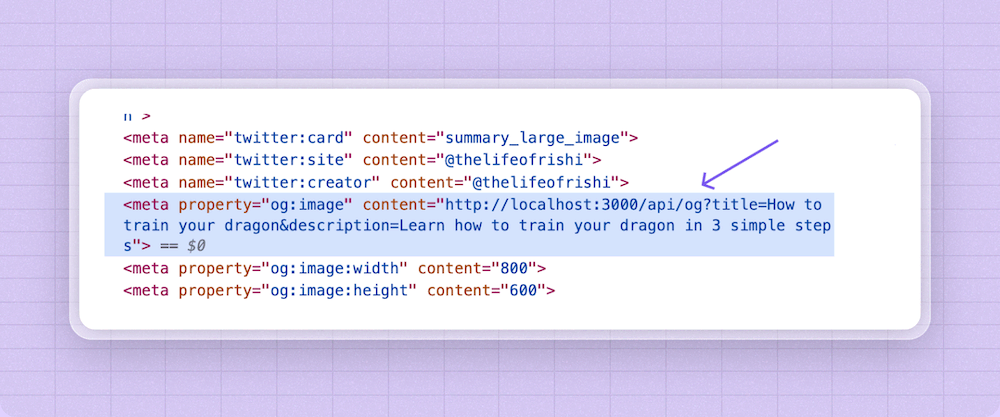 <meta name="twitter:card" content="summary_large_image">
<meta name="twitter:site" content="@thelifeofrishi">
<meta name="twitter:creator" content="@thelifeofrishi">
<meta property="og:image" content="http://localhost:3000/api/og?title=How to
train your dragon&description=Learn how to train your dragon in 3 simple step
s"> == $0
<meta property="og:image:width" content="800">
<meta property="og:image:height" content="600">